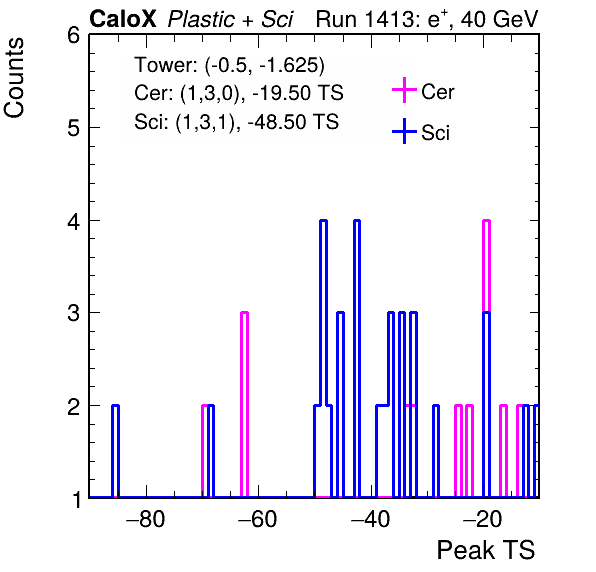 CaloX Plastic + Sci Run 1413: e+, 40 GeV
Tower: (-0.5, -1.625)
Cer: (1,3,0), -19.50 TS
Sci: (1,3,1), -48.50 TS
Cer
Sci
Counts
6
5
4
3
2
1
−80 −60 −40 −20
Peak TS